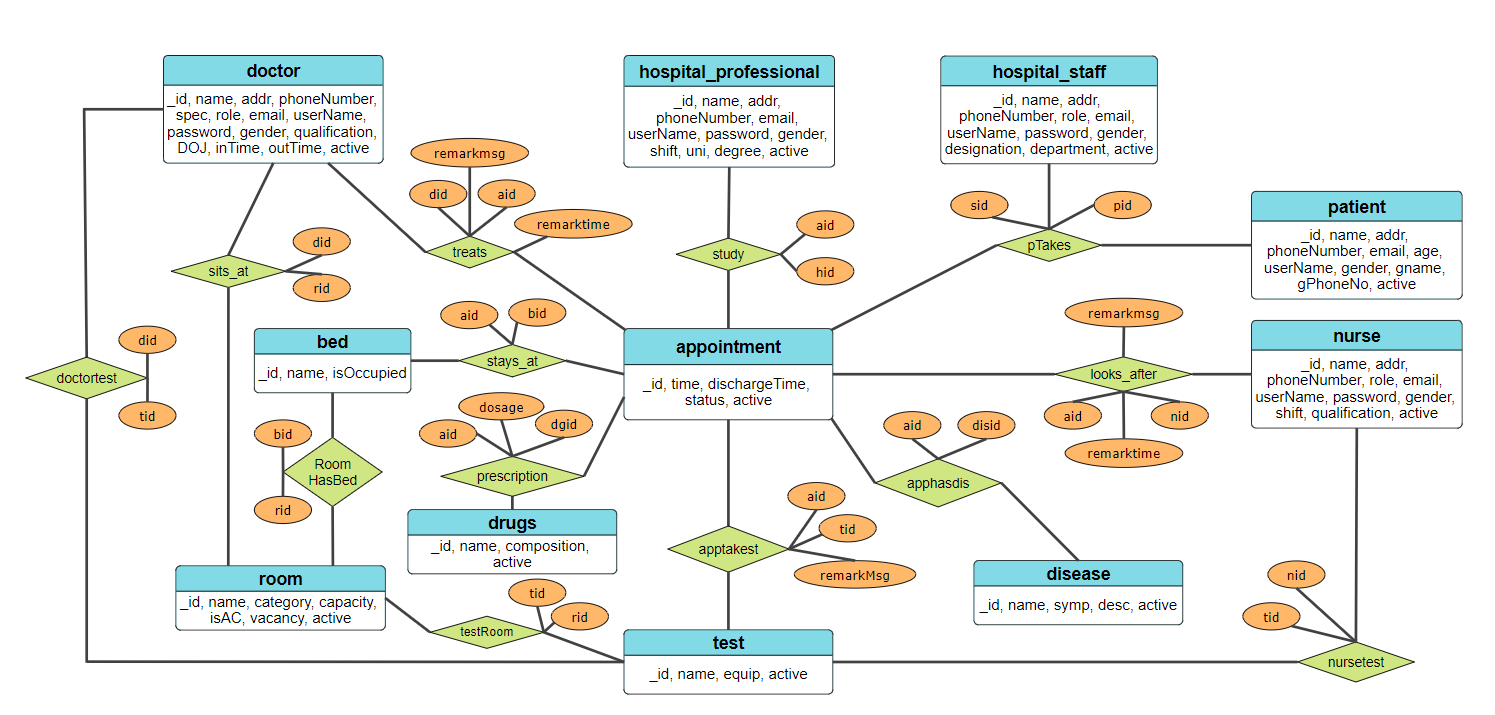 doctor
_id, name, addr, phoneNumber,
spec, role, email, userName,
password, gender, qualification,
DOJ, inTime, outTime, active
hospital_professional
_id, name, addr,
phoneNumber, email,
userName, password, gender,
shift, uni, degree, active
hospital_staff
_id, name, addr,
phoneNumber, role, email,
userName, password, gender,
designation, department, active
remarkmsg
did
aid
remarktime
treats
sid
pid
pTakes
patient
_id, name, addr,
phoneNumber, email, age,
userName, gender, gname,
gPhoneNo, active
aid
study
hid
did
sits_at
rid
aid
bid
stays_at
bed
_id, name, isOccupied
appointment
_id, time, dischargeTime,
status, active
remarkmsg
looks_after
aid
nid
remarktime
nurse
_id, name, addr,
phoneNumber, role, email,
userName, password, gender,
shift, qualification, active
did
doctortest
tid
bid
Room
HasBed
rid
dosage
aid
dgid
prescription
drugs
_id, name, composition,
active
aid
disid
apphasdis
aid
tid
apptakest
remarkMsg
disease
_id, name, symp, desc, active
room
_id, name, category, capacity,
isAC, vacancy, active
tid
rid
testRoom
test
_id, name, equip, active
nid
tid
nursetest